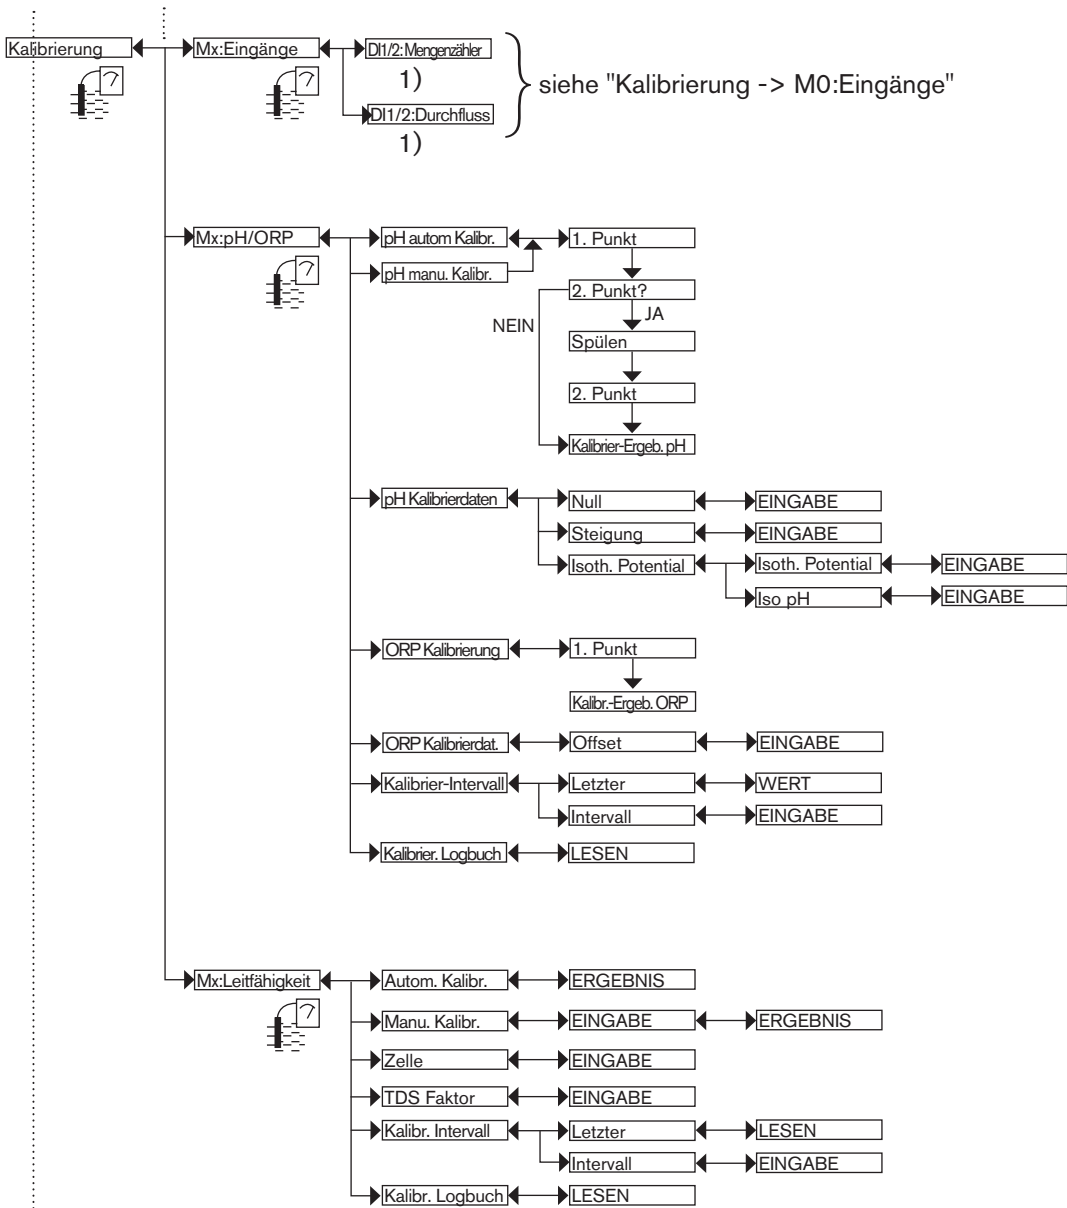 Kalibrierung
Mx:Eingänge
DI1/2:Mengenzähler
1)
DI1/2:Durchfluss
1)
siehe "Kalibrierung -> M0:Eingänge"
Mx:pH/ORP
pH autom Kalibr.
1. Punkt
pH manu. Kalibr.
2. Punkt?
NEIN
JA
Spülen
2. Punkt
Kalibrier-Ergeb. pH
pH Kalibrierdaten
Null
EINGABE
Steigung
EINGABE
Isoth. Potential
Isoth. Potential
EINGABE
Iso pH
EINGABE
ORP Kalibrierung
1. Punkt
Kalibr.-Ergeb. ORP
ORP Kalibrierdat.
Offset
EINGABE
Kalibrier-Intervall
Letzter
WERT
Intervall
EINGABE
Kalibrier. Logbuch
LESEN
Mx:Leitfähigkeit
Autom. Kalibr.
ERGEBNIS
Manu. Kalibr.
EINGABE
ERGEBNIS
Zelle
EINGABE
TDS Faktor
EINGABE
Kalibr. Intervall
Letzter
LESEN
Intervall
EINGABE
Kalibr. Logbuch
LESEN